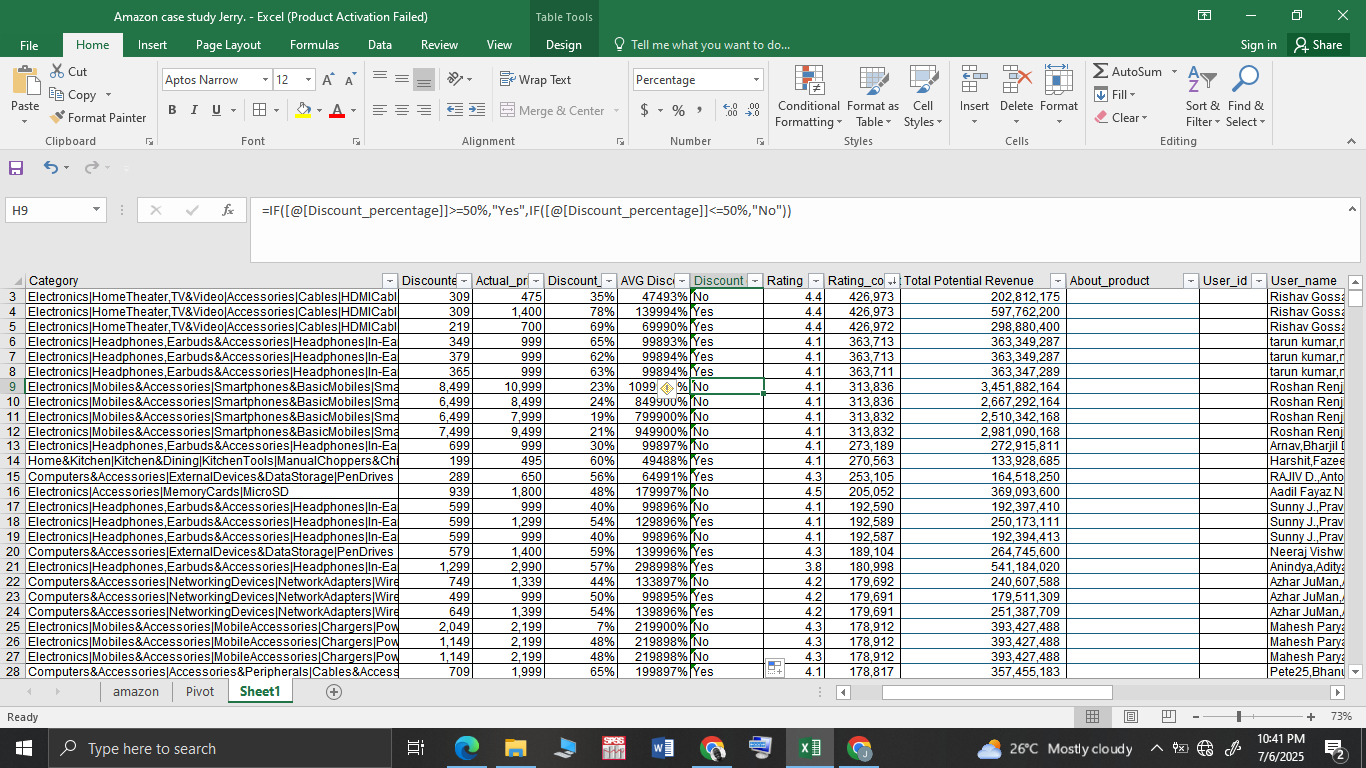 Amazon case study Jerry. - Excel (Product Activation Failed)
Table Tools
File
Home
Insert
Page Layout
Formulas
Data
Review
View
Design
Tell me what you want to do...
Sign in
Share
Paste
Cut
Copy
Format Painter
Clipboard
Aptos Narrow
12
B I U
Font
Wrap Text
Merge & Center
Alignment
Percentage
$ % ,
Number
Conditional Formatting
Format as Table
Cell Styles
Styles
Insert
Delete
Format
Cells
AutoSum
Fill
Clear
Sort & Filter
Find & Select
Editing
H9
fx
=IF([@[Discount_percentage]]>=50%,"Yes",IF([@[Discount_percentage]]<=50%,"No"))
Category Discounte Actual_pr Discount_ AVG Disc Discount Rating Rating_co Total Potential Revenue About_product User_id User_name
3 Electronics|HomeTheater,TV&Video|Accessories|Cables|HDMICabl 309 475 35% 47493% No 4.4 426,973 202,812,175 Rishav Goss
4 Electronics|HomeTheater,TV&Video|Accessories|Cables|HDMICabl 309 1,400 78% 139994% Yes 4.4 426,973 597,762,200 Rishav Goss
5 Electronics|HomeTheater,TV&Video|Accessories|Cables|HDMICabl 219 700 69% 69990% Yes 4.4 426,972 298,880,400 Rishav Goss
6 Electronics|Headphones,Earbuds&Accessories|Headphones|In-Ea 349 999 65% 99893% Yes 4.1 363,713 363,349,287 tarun kumar,
7 Electronics|Headphones,Earbuds&Accessories|Headphones|In-Ea 379 999 62% 99894% Yes 4.1 363,713 363,349,287 tarun kumar,
8 Electronics|Headphones,Earbuds&Accessories|Headphones|In-Ea 365 999 63% 99894% Yes 4.1 363,711 363,347,289 tarun kumar,
9 Electronics|Mobiles&Accessories|Smartphones&BasicMobiles|Sma 8,499 10,999 23% 1099 % No 4.1 313,836 3,451,882,164 Roshan Renj
10 Electronics|Mobiles&Accessories|Smartphones&BasicMobiles|Sma 6,499 8,499 24% 849900% No 4.1 313,836 2,667,292,164 Roshan Renj
11 Electronics|Mobiles&Accessories|Smartphones&BasicMobiles|Sma 6,499 7,999 19% 799900% No 4.1 313,832 2,510,342,168 Roshan Renj
12 Electronics|Mobiles&Accessories|Smartphones&BasicMobiles|Sma 7,499 9,499 21% 949900% No 4.1 313,832 2,981,090,168 Roshan Renj
13 Electronics|Headphones,Earbuds&Accessories|Headphones|In-Ea 699 999 30% 99897% No 4.1 273,189 272,915,811 Arnav,Bharjil
14 Home&Kitchen|Kitchen&Dining|KitchenTools|ManualChoppers&Chi 199 495 60% 49488% Yes 4.1 270,563 133,928,685 Harshit,Fazee
15 Computers&Accessories|ExternalDevices&DataStorage|PenDrives 289 650 56% 64991% Yes 4.3 253,105 164,518,250 RAJIV D.,Anto
16 Electronics|Accessories|MemoryCards|MicroSD 939 1,800 48% 179997% No 4.5 205,052 369,093,600 Aadil Fayaz N
17 Electronics|Headphones,Earbuds&Accessories|Headphones|In-Ea 599 999 40% 99896% No 4.1 192,590 192,397,410 Sunny J.,Prav
18 Electronics|Headphones,Earbuds&Accessories|Headphones|In-Ea 599 1,299 54% 129896% Yes 4.1 192,589 250,173,111 Sunny J.,Prav
19 Electronics|Headphones,Earbuds&Accessories|Headphones|In-Ea 599 999 40% 99896% No 4.1 192,587 192,394,413 Sunny J.,Prav
20 Computers&Accessories|ExternalDevices&DataStorage|PenDrives 579 1,400 59% 139996% Yes 4.3 189,104 264,745,600 Neeraj Vishw
21 Electronics|Headphones,Earbuds&Accessories|Headphones|In-Ea 1,299 2,990 57% 298998% Yes 3.8 180,998 541,184,020 Anindya,Aditya
22 Computers&Accessories|NetworkingDevices|NetworkAdapters|Wire 749 1,339 44% 133897% No 4.2 179,692 240,607,588 Azhar JuMan,
23 Computers&Accessories|NetworkingDevices|NetworkAdapters|Wire 499 999 50% 99895% Yes 4.2 179,691 179,511,309 Azhar JuMan,
24 Computers&Accessories|NetworkingDevices|NetworkAdapters|Wire 649 1,399 54% 139896% Yes 4.2 179,691 251,387,709 Azhar JuMan,
25 Electronics|Mobiles&Accessories|MobileAccessories|Chargers|Pow 2,049 2,199 7% 219900% No 4.3 178,912 393,427,488 Mahesh Parya
26 Electronics|Mobiles&Accessories|MobileAccessories|Chargers|Pow 1,149 2,199 48% 219898% No 4.3 178,912 393,427,488 Mahesh Parya
27 Electronics|Mobiles&Accessories|MobileAccessories|Chargers|Pow 1,149 2,199 48% 219898% No 4.3 178,912 393,427,488 Mahesh Parya
28 Computers&Accessories|Accessories&Peripherals|Cables&Access 709 1,999 65% 199897% Yes 4.1 178,817 357,455,183 Pete25,Bhanu
amazon
Pivot
Sheet1
Ready
73%
Type here to search
SPSS
26°C Mostly cloudy
10:41 PM
7/6/2025
2